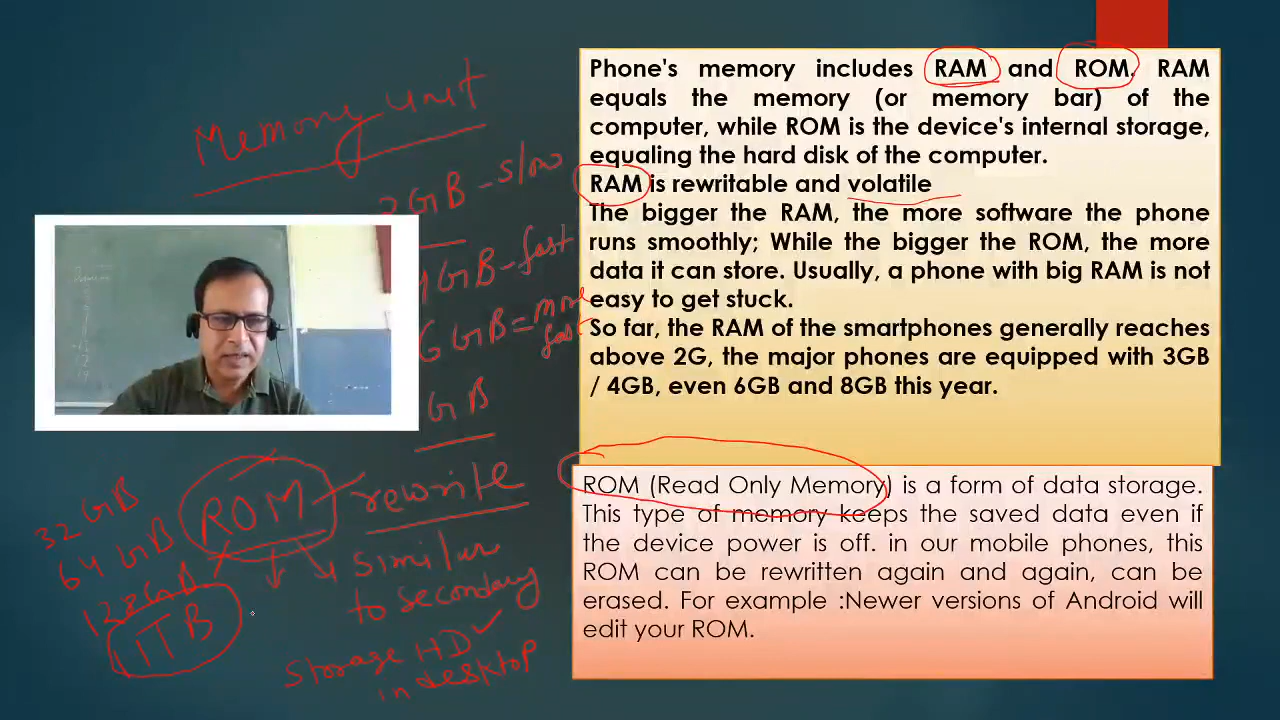 Phone's memory includes RAM and ROM. RAM
equals the memory (or memory bar) of the
computer, while ROM is the device's internal storage,
equaling the hard disk of the computer.
RAM is rewritable and volatile
The bigger the RAM, the more software the phone
runs smoothly; While the bigger the ROM, the more
data it can store. Usually, a phone with big RAM is not
easy to get stuck.
So far, the RAM of the smartphones generally reaches
above 2G, the major phones are equipped with 3GB
/ 4GB, even 6GB and 8GB this year.
ROM (Read Only Memory) is a form of data storage.
This type of memory keeps the saved data even if
the device power is off. in our mobile phones, this
ROM can be rewritten again and again, can be
erased. For example :Newer versions of Android will
edit your ROM.
Memory unit
GB - slow
4GB - fast
6GB = more
fast
GB
ROM - rewrite
similar
to secondary
storage HD
in desktop
32 GB
64 GB
128GB
1TB